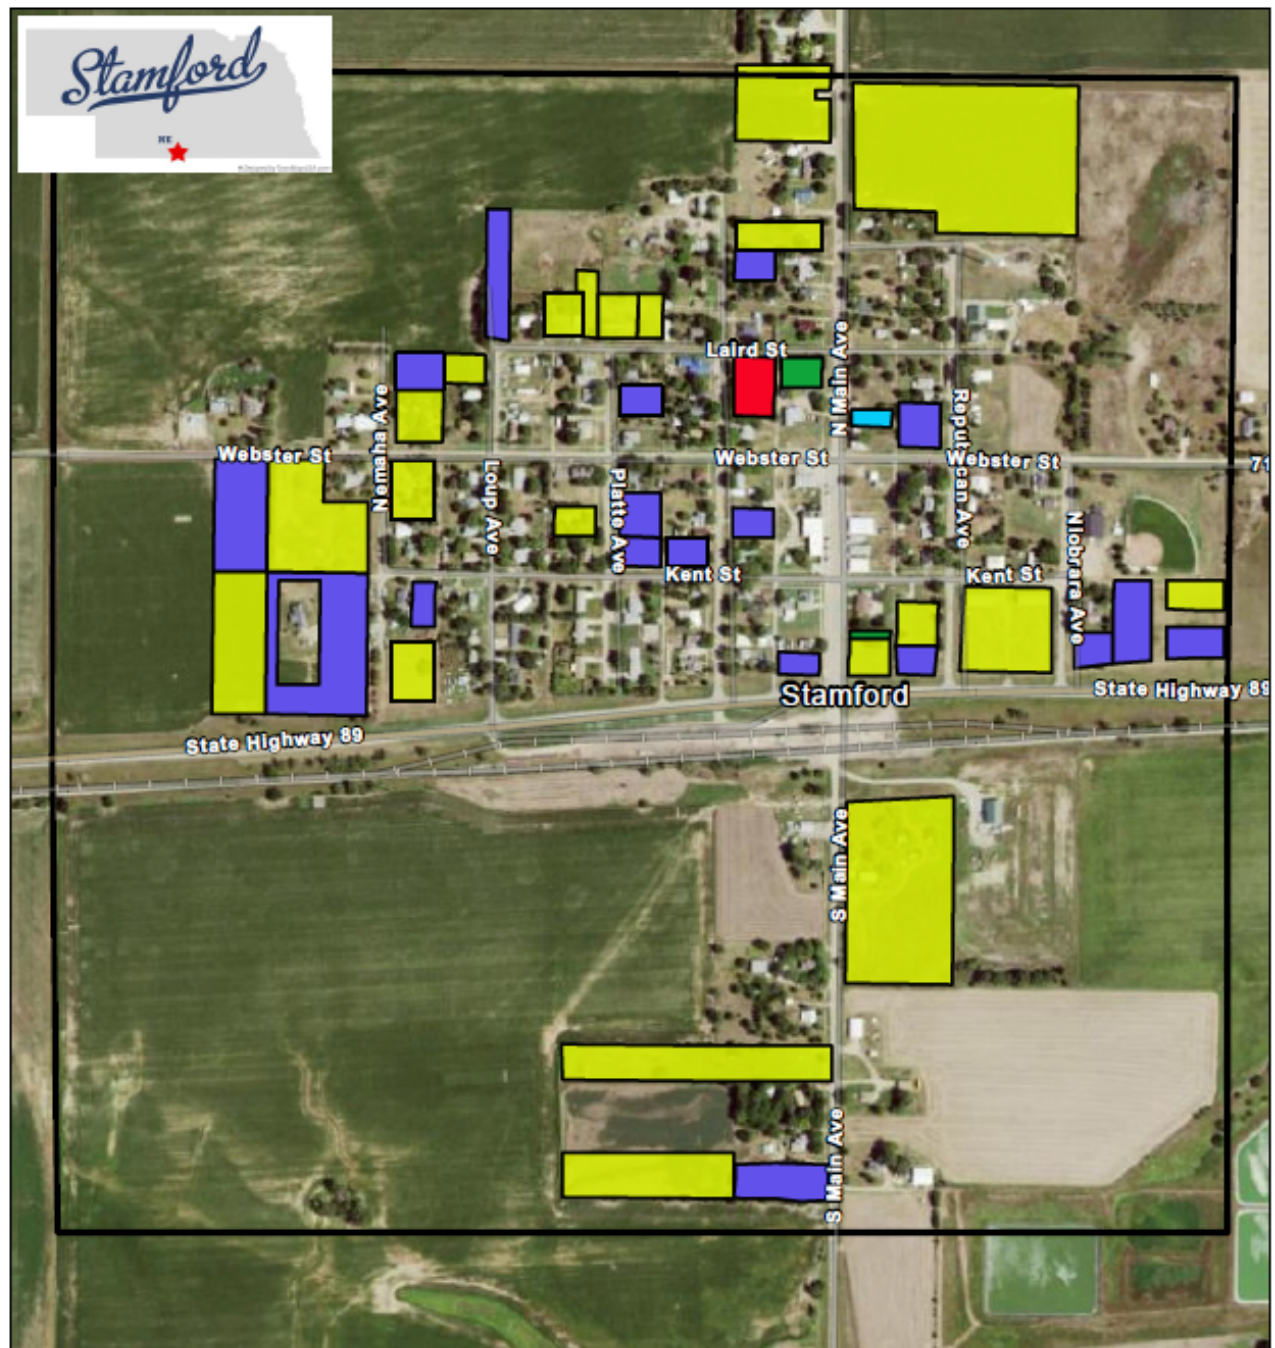 Stamford
NE
Laird St
N Main Ave
Nemaha Ave
Republican Ave
Webster St
Webster St
Webster St
71
Loup Ave
Platte Ave
Niobrara Ave
Kent St
Kent St
Stamford
State Highway 89
State Highway 89
S Main Ave
S Main Ave